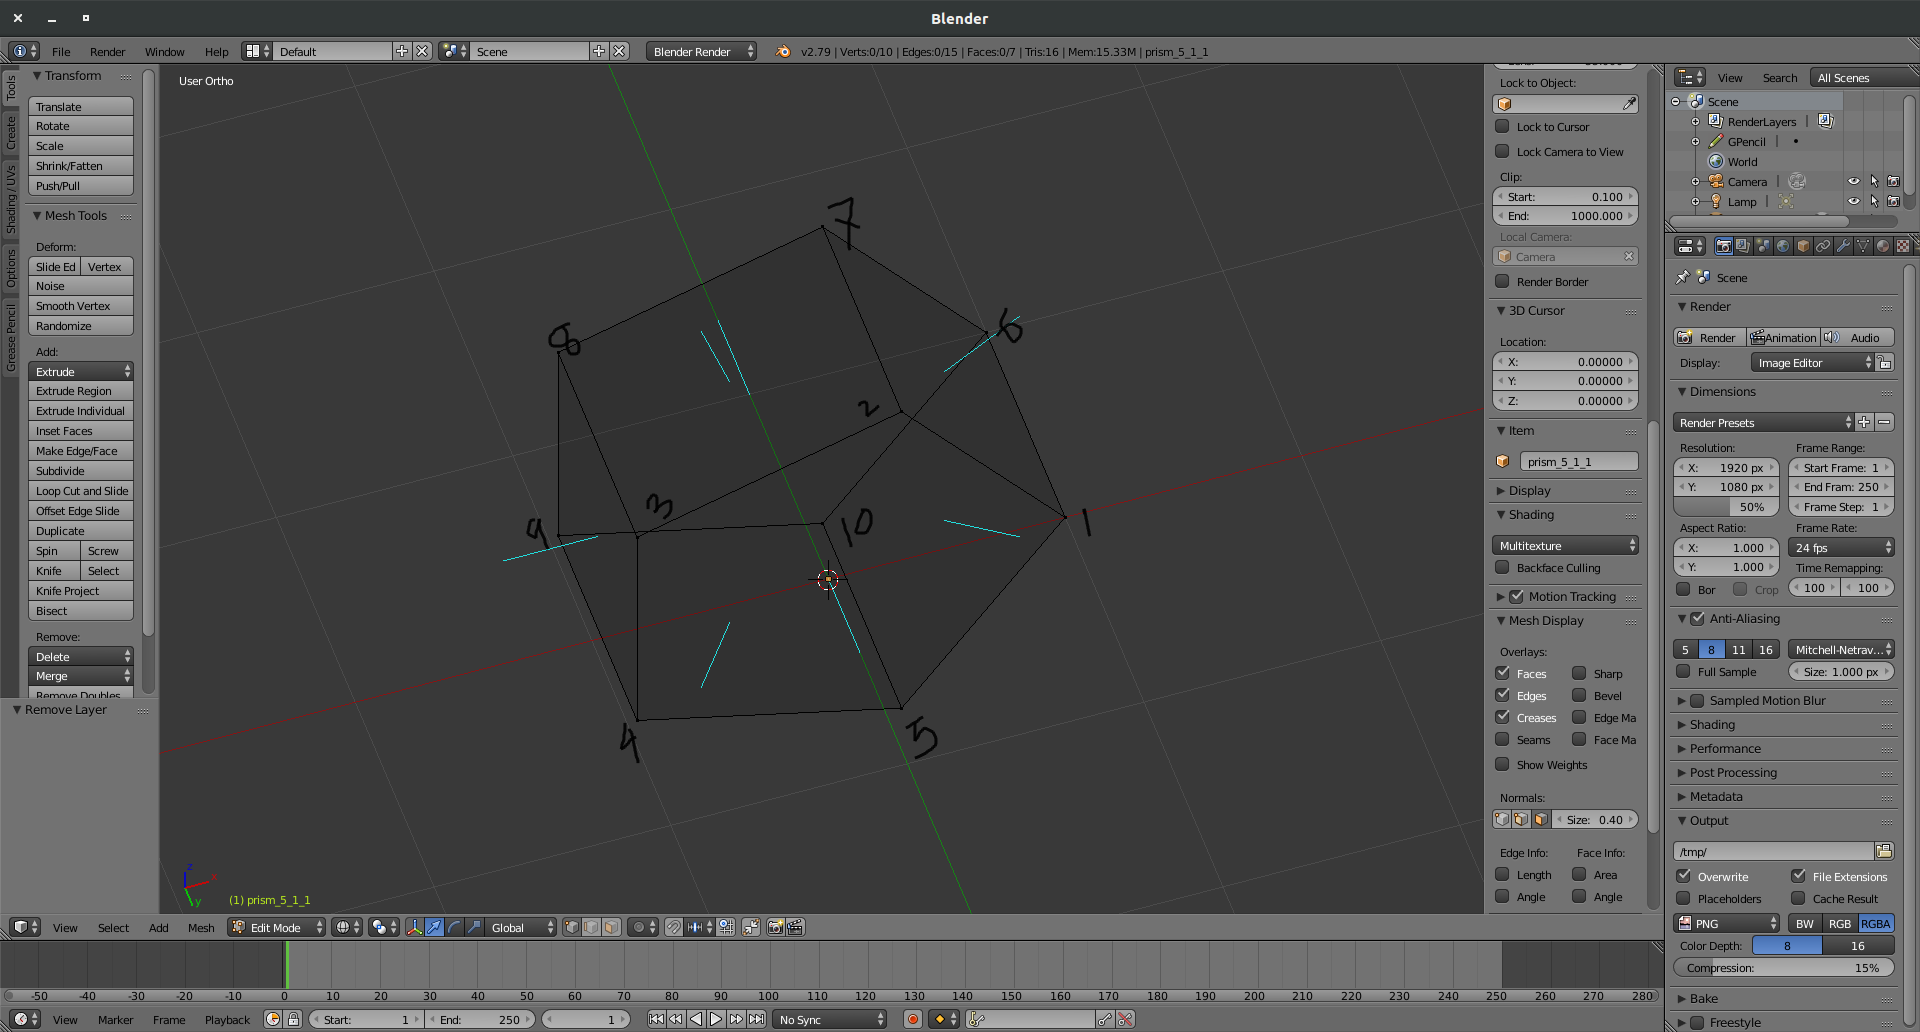 Blender
File Render Window Help Default Scene Blender Render v2.79 | Verts:0/10 | Edges:0/15 | Faces:0/7 | Tris:16 | Mem:15.33M | prism_5_1_1
Tools
Create
Shading / UVs
Options
Grease Pencil
Transform
Translate
Rotate
Scale
Shrink/Fatten
Push/Pull
Mesh Tools
Deform:
Slide Ed Vertex
Noise
Smooth Vertex
Randomize
Add:
Extrude
Extrude Region
Extrude Individual
Inset Faces
Make Edge/Face
Subdivide
Loop Cut and Slide
Offset Edge Slide
Duplicate
Spin Screw
Knife Select
Knife Project
Bisect
Remove:
Delete
Merge
Remove Doubles
Remove Layer
User Ortho
7
8
6
2
3
9
10
1
4
5
z
x
y
(1) prism_5_1_1
Lock to Object:
Lock to Cursor
Lock Camera to View
Clip:
Start: 0.100
End: 1000.000
Local Camera:
Camera
Render Border
3D Cursor
Location:
X: 0.00000
Y: 0.00000
Z: 0.00000
Item
prism_5_1_1
Display
Shading
Multitexture
Backface Culling
Motion Tracking
Mesh Display
Overlays:
Faces Sharp
Edges Bevel
Creases Edge Ma
Seams Face Ma
Show Weights
Normals:
Size: 0.40
Edge Info: Face Info:
Length Area
Angle Angle
View Search All Scenes
Scene
RenderLayers
GPencil
World
Camera
Lamp
Scene
Render
Render Animation Audio
Display: Image Editor
Dimensions
Render Presets
Resolution: Frame Range:
X: 1920 px Start Frame: 1
Y: 1080 px End Fram: 250
50% Frame Step: 1
Aspect Ratio: Frame Rate:
X: 1.000 24 fps
Y: 1.000 Time Remapping:
Bor Crop 100 100
Anti-Aliasing
5 8 11 16 Mitchell-Netrav...
Full Sample Size: 1.000 px
Sampled Motion Blur
Shading
Performance
Post Processing
Metadata
Output
/tmp/
Overwrite File Extensions
Placeholders Cache Result
PNG BW RGB RGBA
Color Depth: 8 16
Compression: 15%
Bake
Freestyle
View Select Add Mesh Edit Mode Global
-50 -40 -30 -20 -10 0 10 20 30 40 50 60 70 80 90 100 110 120 130 140 150 160 170 180 190 200 210 220 230 240 250 260 270 280
View Marker Frame Playback Start: 1 End: 250 1 No Sync